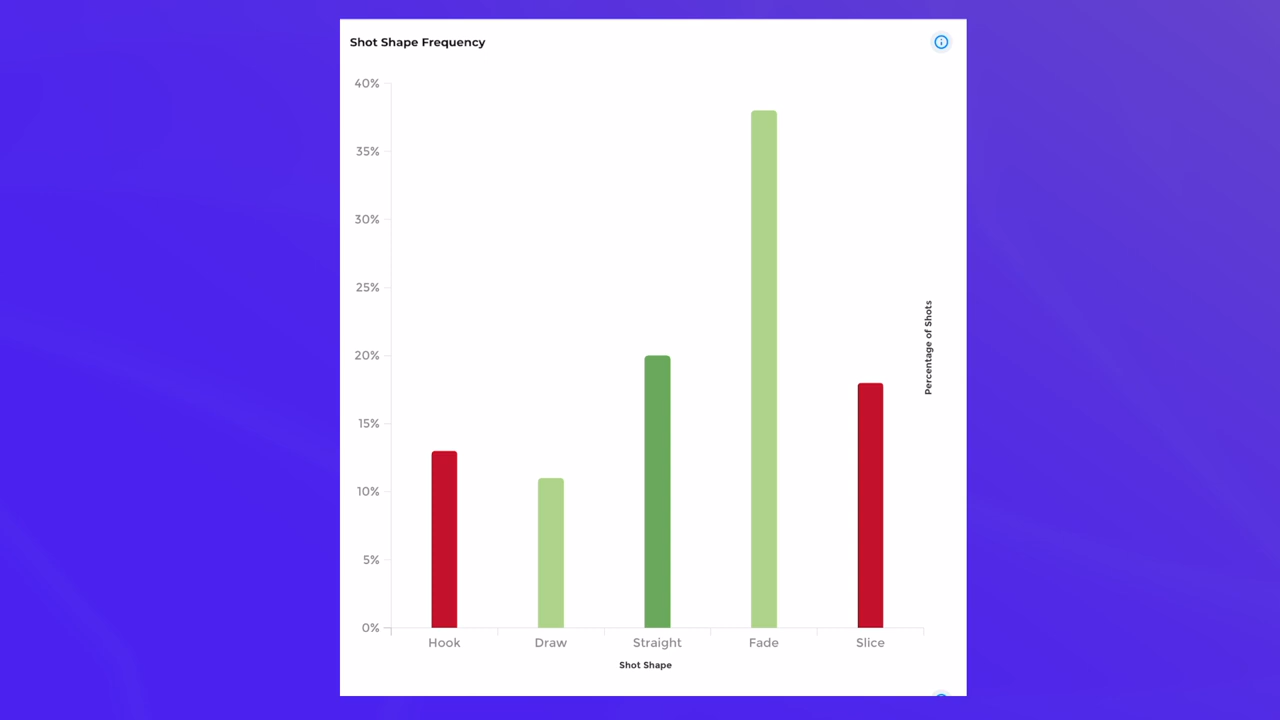 Shot Shape Frequency
40%
35%
30%
25%
20%
15%
10%
5%
0%
Hook Draw Straight Fade Slice
Shot Shape
Percentage of Shots